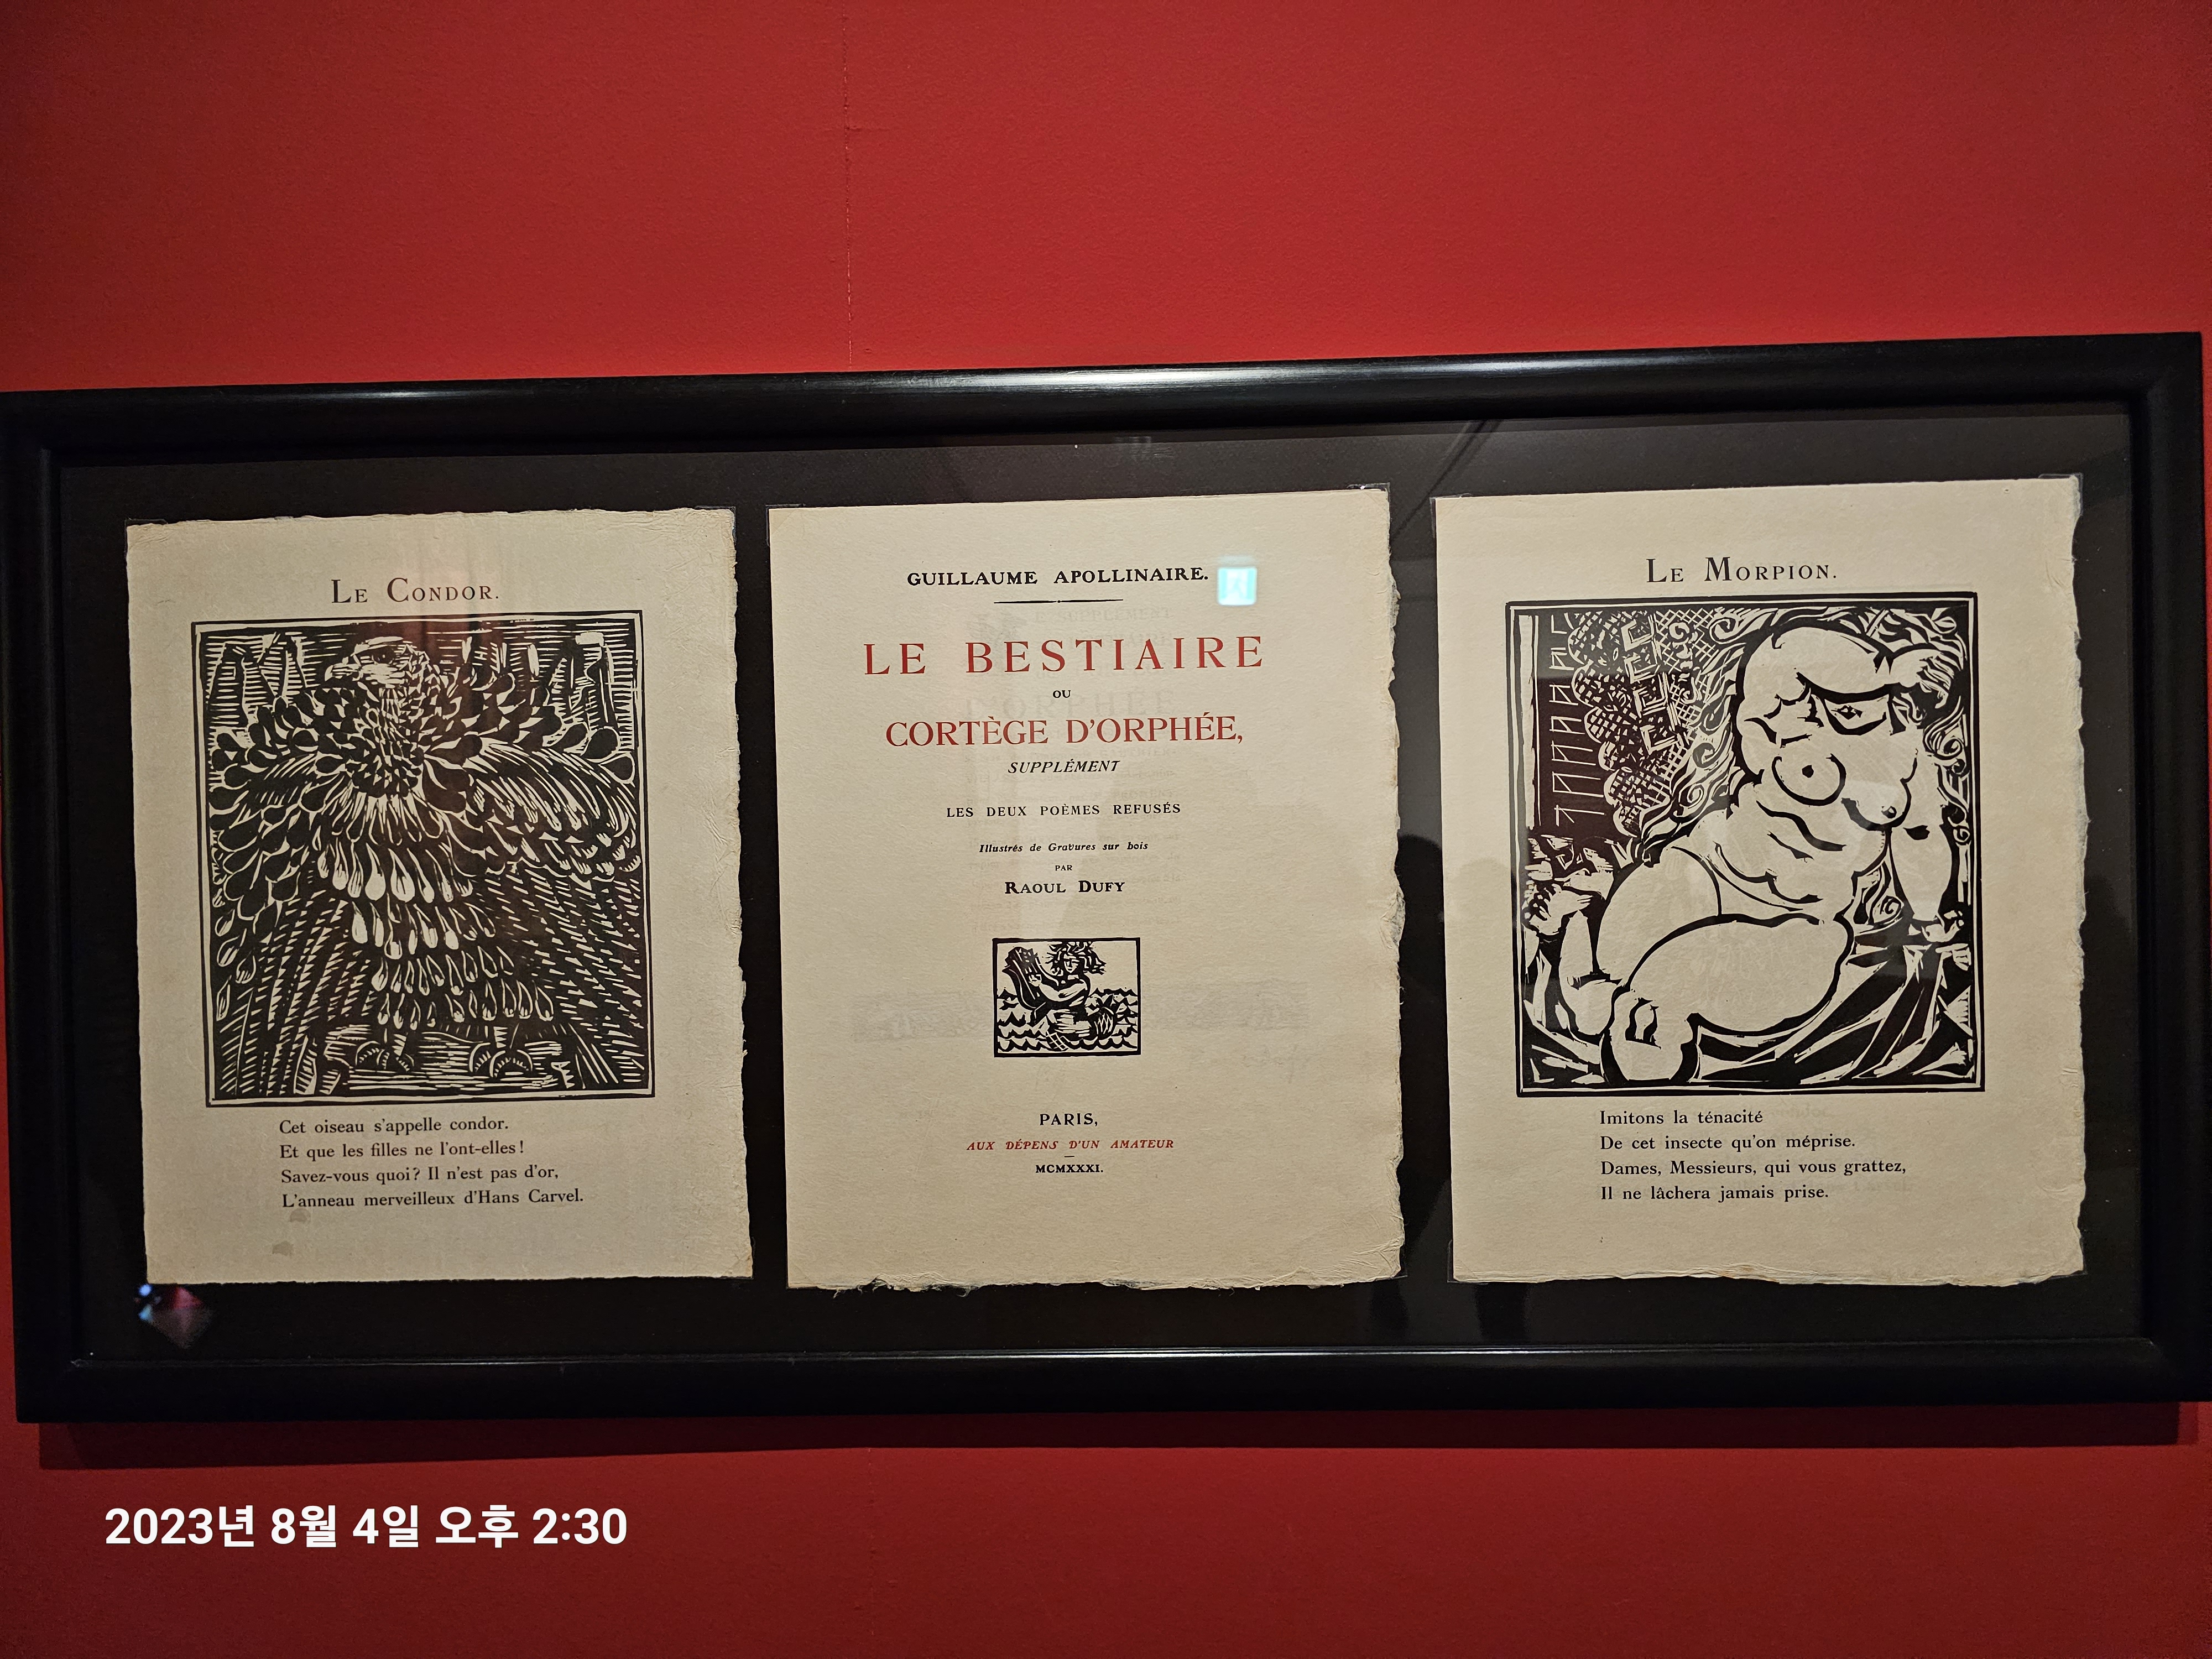 LE CONDOR.
Cet oiseau s'appelle condor.
Et que les filles ne l'ont-elles !
Savez-vous quoi ? Il n'est pas d'or,
L'anneau merveilleux d'Hans Carvel.
GUILLAUME APOLLINAIRE.
LE BESTIAIRE
OU
CORTÈGE D'ORPHÉE,
SUPPLÉMENT
LES DEUX POÈMES REFUSÉS
Illustrés de Gravures sur bois
PAR
RAOUL DUFY
PARIS,
AUX DÉPENS D'UN AMATEUR
MCMXXXI.
LE MORPION.
Imitons la ténacité
De cet insecte qu'on méprise.
Dames, Messieurs, qui vous grattez,
Il ne lâchera jamais prise.
2023년 8월 4일 오후 2:30